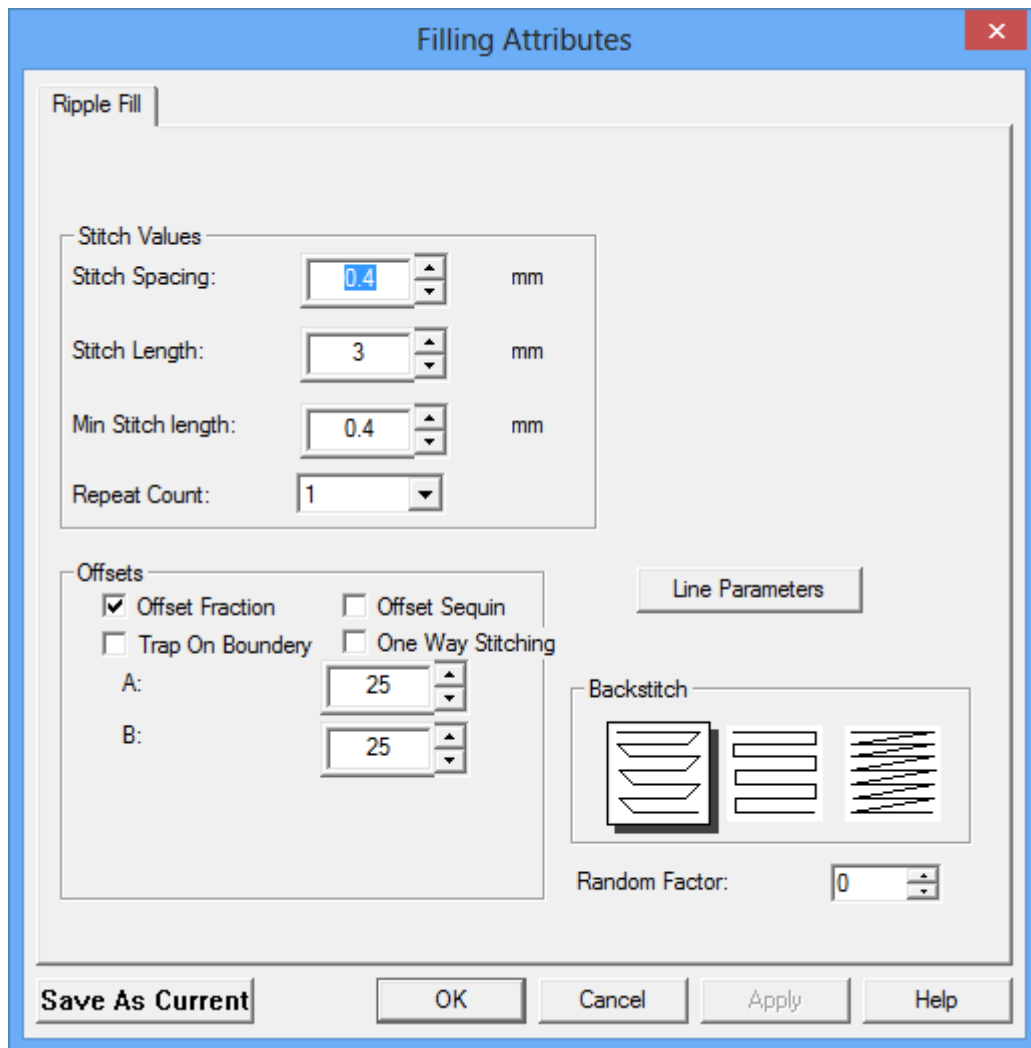 Filling Attributes
Ripple Fill
Stitch Values
Stitch Spacing: 0.4 mm
Stitch Length: 3 mm
Min Stitch length: 0.4 mm
Repeat Count: 1
Offsets
Offset Fraction Offset Sequin
Trap On Boundery One Way Stitching
A: 25
B: 25
Line Parameters
Backstitch
Random Factor: 0
Save As Current OK Cancel Apply Help